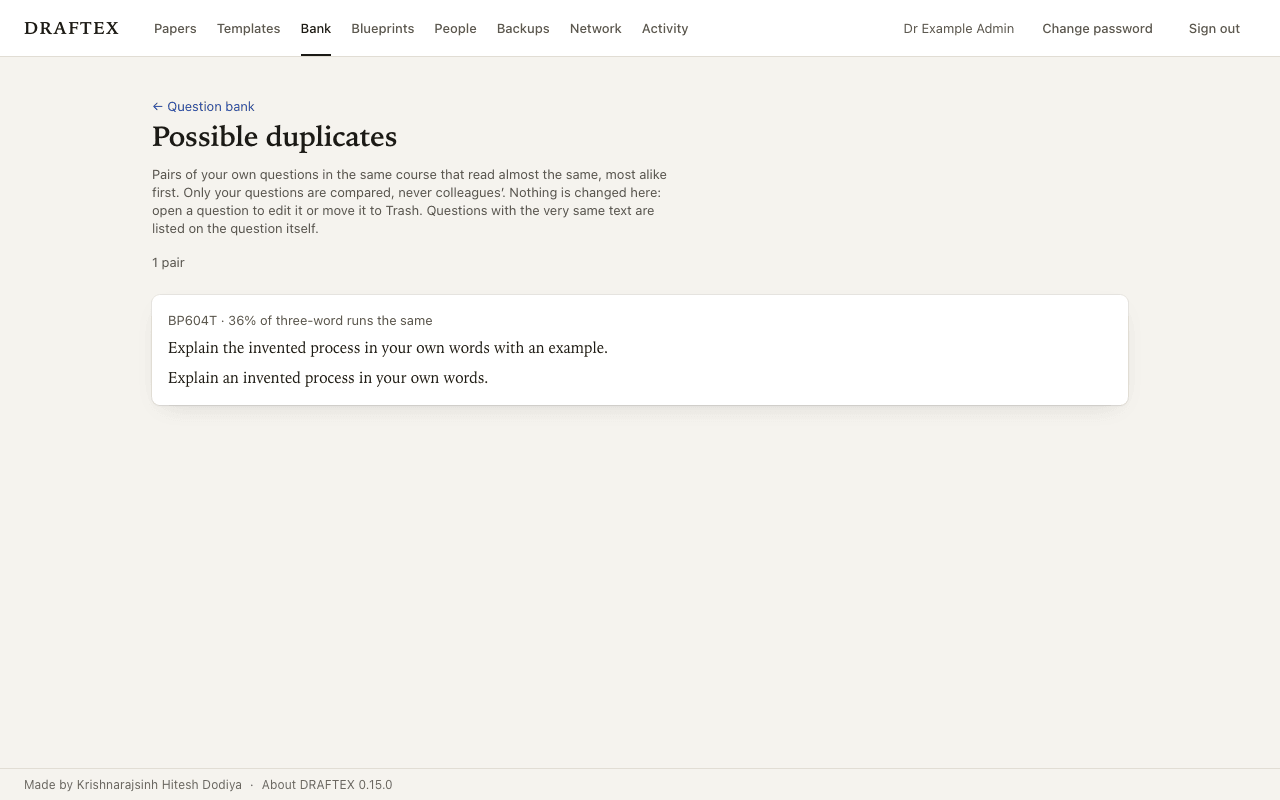 DRAFTEX Papers Templates Bank Blueprints People Backups Network Activity Dr Example Admin Change password Sign out
← Question bank
Possible duplicates
Pairs of your own questions in the same course that read almost the same, most alike
first. Only your questions are compared, never colleagues’. Nothing is changed here:
open a question to edit it or move it to Trash. Questions with the very same text are
listed on the question itself.
1 pair
BP604T · 36% of three-word runs the same
Explain the invented process in your own words with an example.
Explain an invented process in your own words.
Made by Krishnarajsinh Hitesh Dodiya · About DRAFTEX 0.15.0